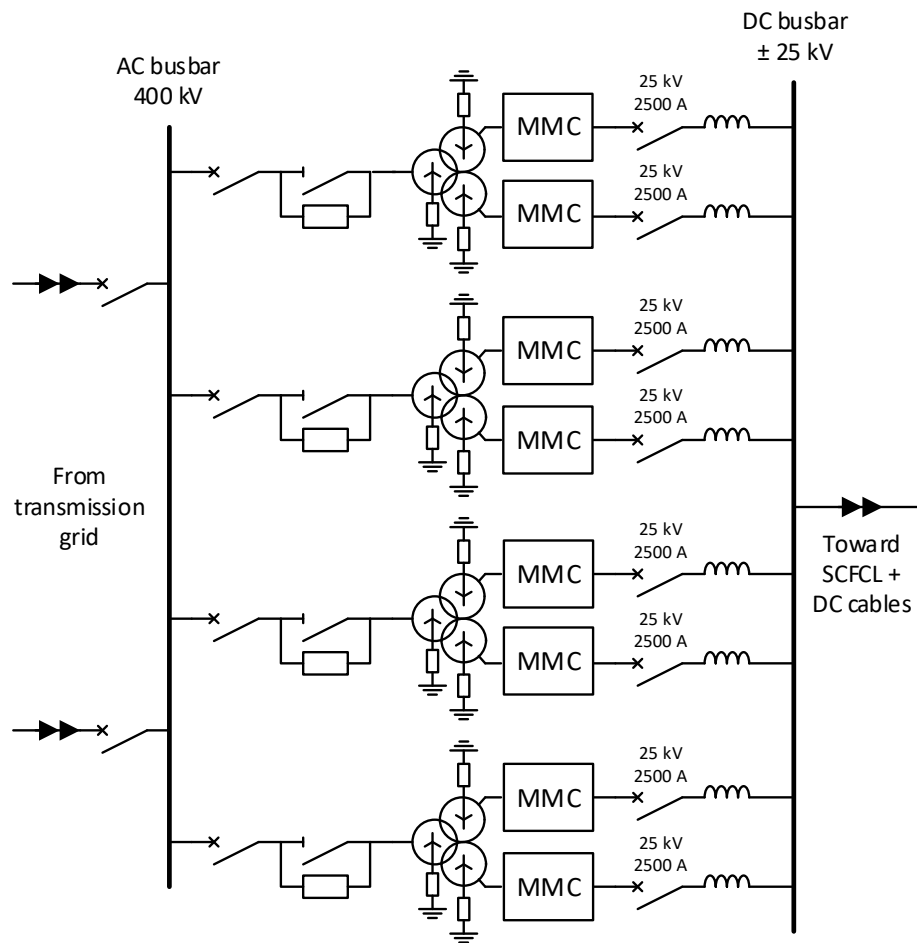 DC busbar
± 25 kV
AC busbar
400 kV
25 kV
2500 A
MMC
25 kV
2500 A
MMC
25 kV
2500 A
MMC
25 kV
2500 A
MMC
From
transmission
grid
25 kV
2500 A
MMC
Toward
SCFCL +
DC cables
25 kV
2500 A
MMC
25 kV
2500 A
MMC
25 kV
2500 A
MMC